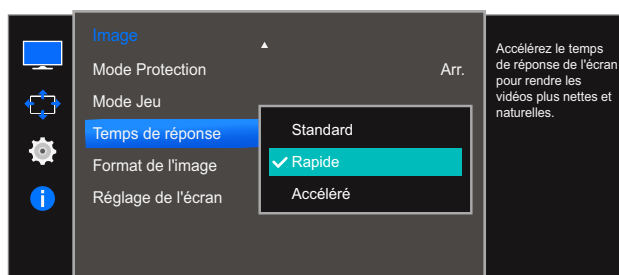 Image
Mode Protection
Arr.
Mode Jeu
Temps de réponse
Format de l'image
Réglage de l'écran
Standard
Rapide
Accéléré
Accélérez le temps
de réponse de l'écran
pour rendre les
vidéos plus nettes et
naturelles.